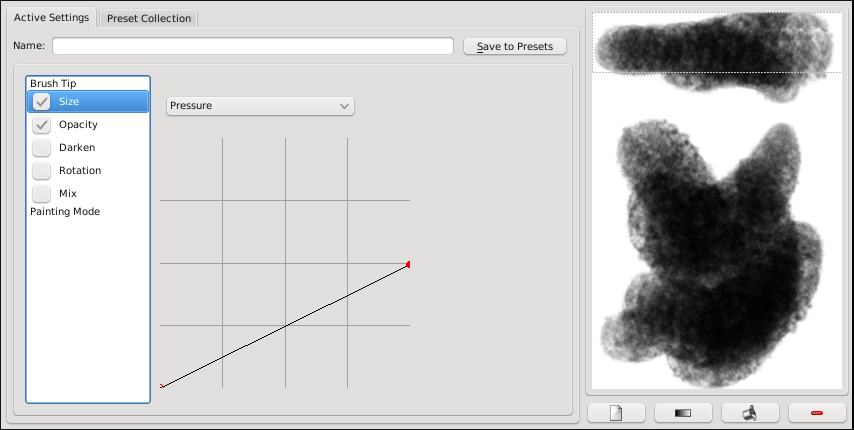 Active Settings
Preset Collection
Name:
Save to Presets
Brush Tip
Size
Opacity
Darken
Rotation
Mix
Painting Mode
Pressure